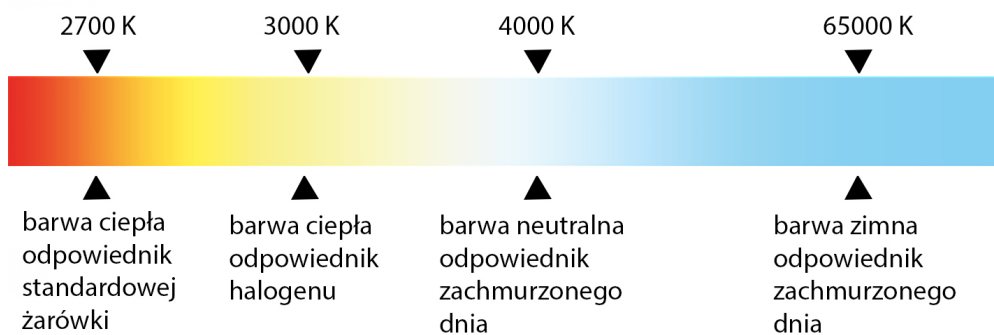 2700 K
3000 K
4000 K
65000 K
barwa ciepła
odpowiednik
standardowej
żarówki
barwa ciepła
odpowiednik
halogenu
barwa neutralna
odpowiednik
zachmurzonego
dnia
barwa zimna
odpowiednik
zachmurzonego
dnia